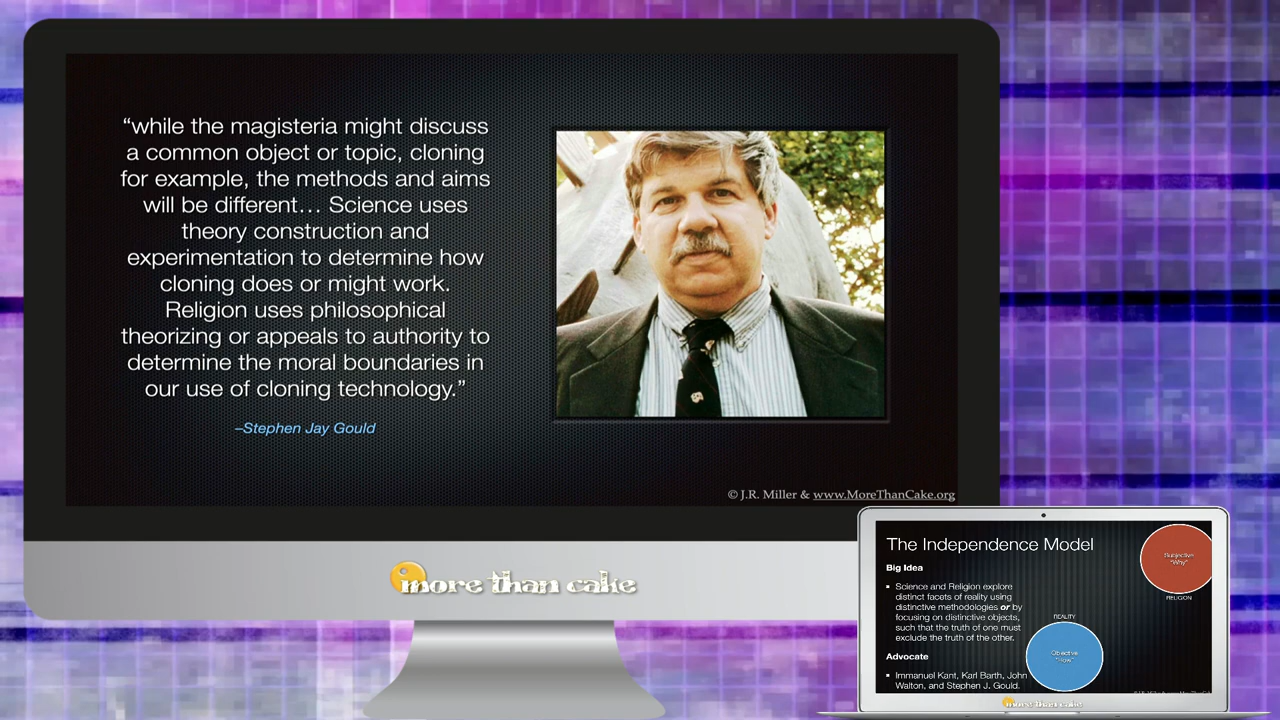 “while the magisteria might discuss
a common object or topic, cloning
for example, the methods and aims
will be different… Science uses
theory construction and
experimentation to determine how
cloning does or might work.
Religion uses philosophical
theorizing or appeals to authority to
determine the moral boundaries in
our use of cloning technology.”
–Stephen Jay Gould
© J.R. Miller & www.MoreThanCake.org
more than cake
The Independence Model
Big Idea
Science and Religion explore
distinct facets of reality using
distinctive methodologies or by
focusing on distinctive objects,
such that the truth of one must
exclude the truth of the other.
Advocate
Immanuel Kant, Karl Barth, John
Walton, and Stephen J. Gould.
Subjective
"Why"
RELIGION
REALITY
Objective
"How"
more than cake